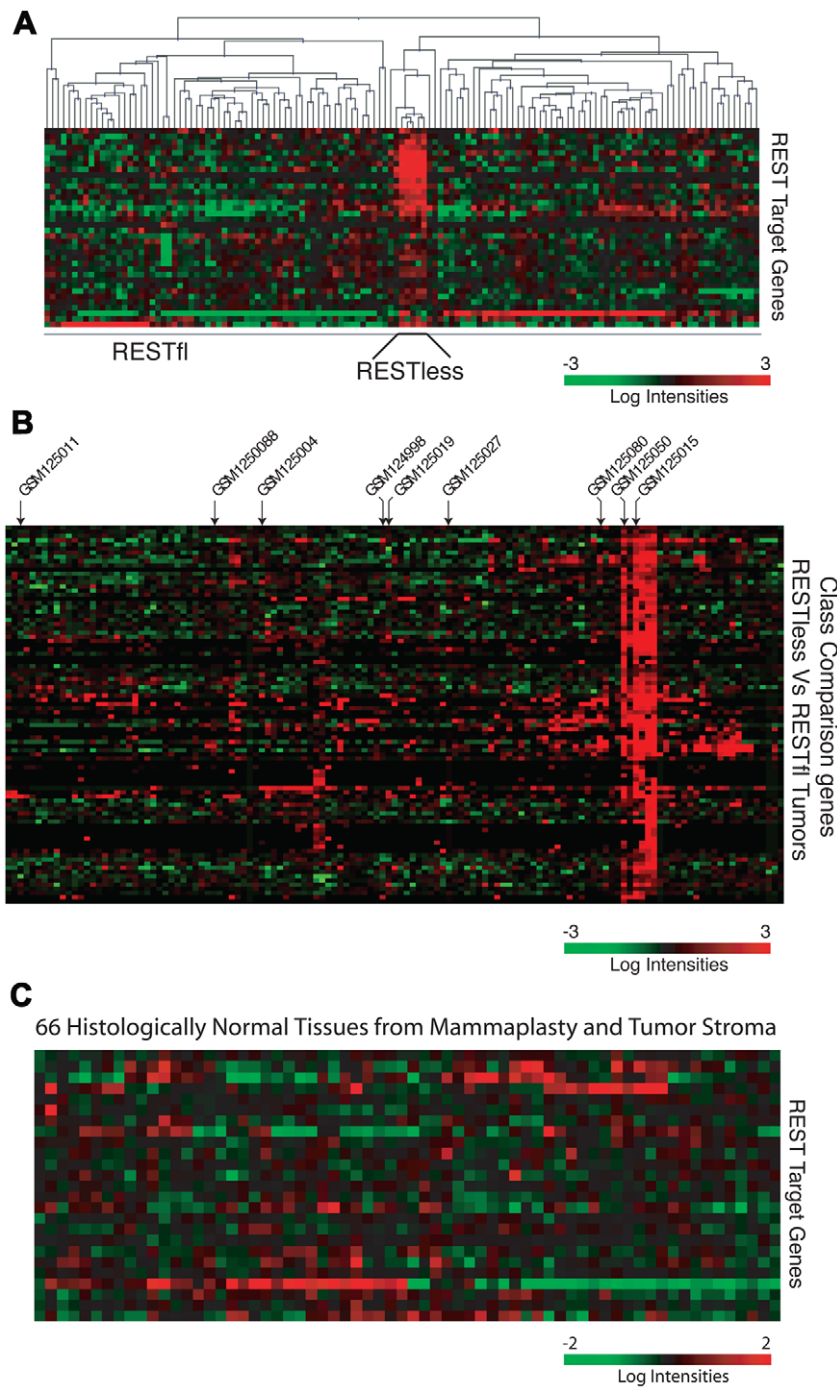 A
REST Target Genes
RESTfl
RESTless
-3 3
Log Intensities
B
GSM125011
GSM1250088
GSM125004
GSM124998
GSM125019
GSM125027
GSM125080
GSM125050
GSM125015
Class Comparison genes
RESTless Vs RESTfl Tumors
-3 3
Log Intensities
C
66 Histologically Normal Tissues from Mammaplasty and Tumor Stroma
REST Target Genes
-2 2
Log Intensities